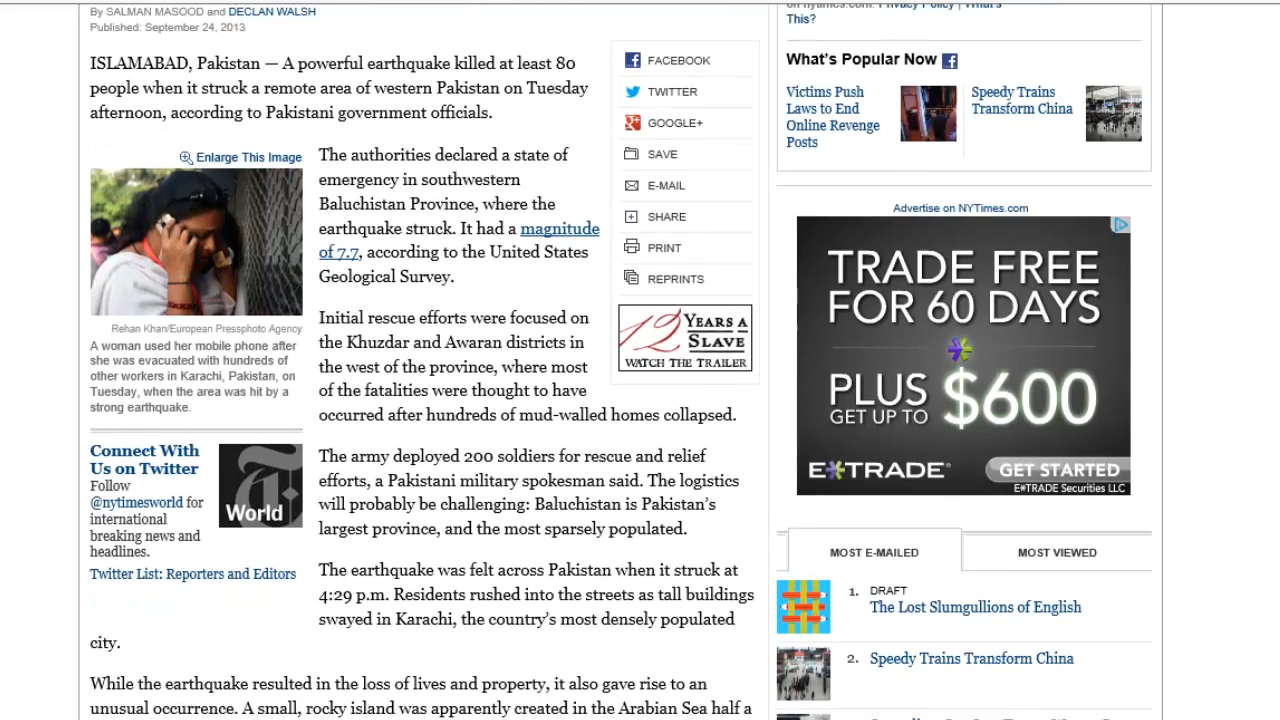 By SALMAN MASOOD and DECLAN WALSH
Published: September 24, 2013
ISLAMABAD, Pakistan — A powerful earthquake killed at least 80
people when it struck a remote area of western Pakistan on Tuesday
afternoon, according to Pakistani government officials.
Enlarge This Image
Rehan Khan/European Pressphoto Agency
A woman used her mobile phone after
she was evacuated with hundreds of
other workers in Karachi, Pakistan, on
Tuesday, when the area was hit by a
strong earthquake.
Connect With
Us on Twitter
Follow
@nytimesworld for
international
breaking news and
headlines.
World
Twitter List: Reporters and Editors
The authorities declared a state of
emergency in southwestern
Baluchistan Province, where the
earthquake struck. It had a magnitude
of 7.7, according to the United States
Geological Survey.
Initial rescue efforts were focused on
the Khuzdar and Awaran districts in
the west of the province, where most
of the fatalities were thought to have
occurred after hundreds of mud-walled homes collapsed.
The army deployed 200 soldiers for rescue and relief
efforts, a Pakistani military spokesman said. The logistics
will probably be challenging: Baluchistan is Pakistan's
largest province, and the most sparsely populated.
The earthquake was felt across Pakistan when it struck at
4:29 p.m. Residents rushed into the streets as tall buildings
swayed in Karachi, the country's most densely populated
city.
While the earthquake resulted in the loss of lives and property, it also gave rise to an
unusual occurrence. A small, rocky island was apparently created in the Arabian Sea half a
FACEBOOK
TWITTER
GOOGLE+
SAVE
E-MAIL
SHARE
PRINT
REPRINTS
12 YEARS A
SLAVE
WATCH THE TRAILER
on nytimes.com. Privacy Policy | What's
This?
What's Popular Now
Victims Push
Laws to End
Online Revenge
Posts
Speedy Trains
Transform China
Advertise on NYTimes.com
TRADE FREE
FOR 60 DAYS
PLUS
GET UP TO
$600
E*TRADE
GET STARTED
E*TRADE Securities LLC
MOST E-MAILED
MOST VIEWED
1. DRAFT
The Lost Slumgullions of English
2. Speedy Trains Transform China